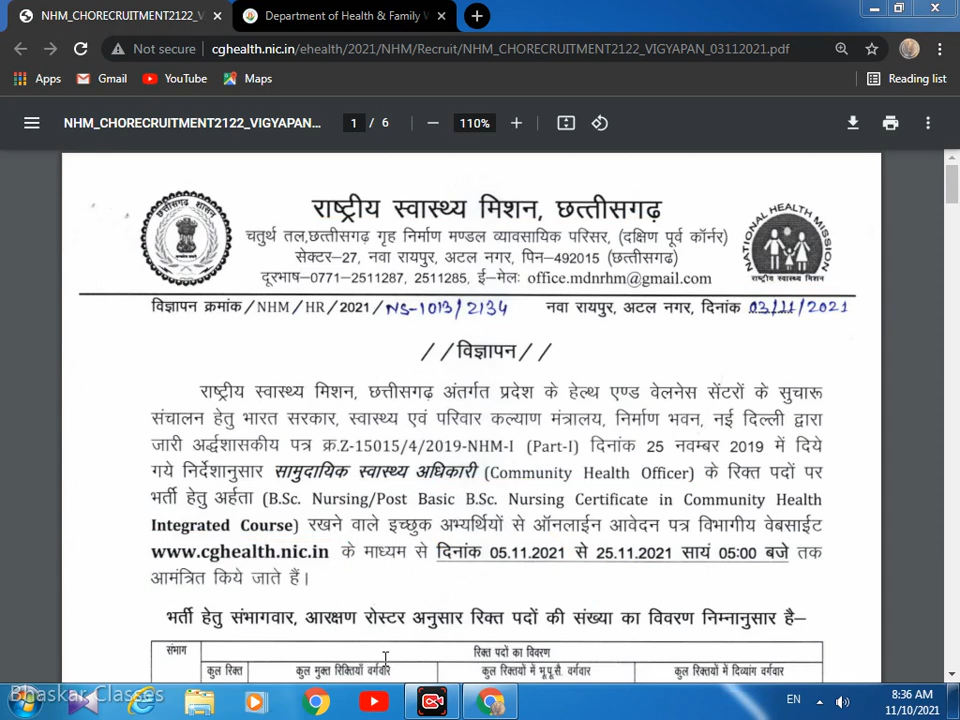 NHM_CHORECRUITMENT2122_V
Department of Health & Family W
Not secure
cghealth.nic.in/ehealth/2021/NHM/Recruit/NHM_CHORECRUITMENT2122_VIGYAPAN_03112021.pdf
Apps
Gmail
YouTube
Maps
Reading list
NHM_CHORECRUITMENT2122_VIGYAPAN...
1 / 6
110%
राष्ट्रीय स्वास्थ्य मिशन, छत्तीसगढ़
चतुर्थ तल,छत्तीसगढ़ गृह निर्माण मण्डल व्यावसायिक परिसर, (दक्षिण पूर्व कॉर्नर)
सेक्टर–27, नवा रायपुर, अटल नगर, पिन–492015 (छत्तीसगढ)
दूरभाष-0771-2511287, 2511285, ई–मेलः office.mdnrhm@gmail.com
छत्तीसगढ़ शासन
NATIONAL HEALTH MISSION
राष्ट्रीय स्वास्थ्य मिशन
विज्ञापन क्रमांक/NHM/HR/2021/NS-1013/2134 नवा रायपुर, अटल नगर, दिनांक 03/11/2021
//विज्ञापन//
राष्ट्रीय स्वास्थ्य मिशन, छत्तीसगढ़ अंतर्गत प्रदेश के हेल्थ एण्ड वेलनेस सेंटरों के सुचारू
संचालन हेतु भारत सरकार, स्वास्थ्य एवं परिवार कल्याण मंत्रालय, निर्माण भवन, नई दिल्ली द्वारा
जारी अर्द्धशासकीय पत्र क्र.Z-15015/4/2019-NHM-I (Part-I) दिनांक 25 नवम्बर 2019 में दिये
गये निर्देशानुसार सामुदायिक स्वास्थ्य अधिकारी (Community Health Officer) के रिक्त पदों पर
भर्ती हेतु अर्हता (B.Sc. Nursing/Post Basic B.Sc. Nursing Certificate in Community Health
Integrated Course) रखने वाले इच्छुक अभ्यर्थियों से ऑनलाईन आवेदन पत्र विभागीय वेबसाईट
www.cghealth.nic.in के माध्यम से दिनांक 05.11.2021 से 25.11.2021 सायं 05:00 बजे तक
आमंत्रित किये जाते हैं।
भर्ती हेतु संभागवार, आरक्षण रोस्टर अनुसार रिक्त पदों की संख्या का विवरण निम्नानुसार है–
संभाग
रिक्त पदों का विवरण
कुल रिक्त
कुल मुक्त रिक्तियाँ वर्गवार
कुल रिक्तियों में भू.पू.सै. वर्गवार
कुल रिक्तियों में दिव्यांग वर्गवार
Bhaskar Classes
EN
8:36 AM
11/10/2021